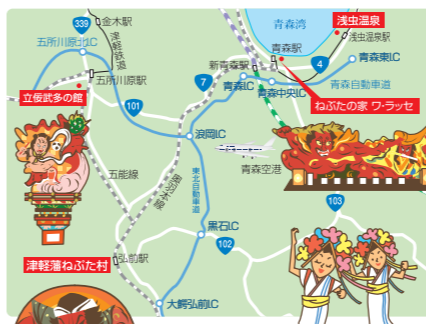 339
金木駅
津軽鉄道
五所川原北IC
五所川原駅
立佞武多の館
101
五能線
7
新青森駅
青森駅
青森湾
浅虫温泉
浅虫温泉駅
4
青森東IC
青森IC
青森中央IC
青森自動車道
ねぶたの家 ワ・ラッセ
浪岡IC
青森空港
東北自動車道
奥羽本線
黒石IC
102
103
津軽藩ねぷた村
弘前駅
大鰐弘前IC